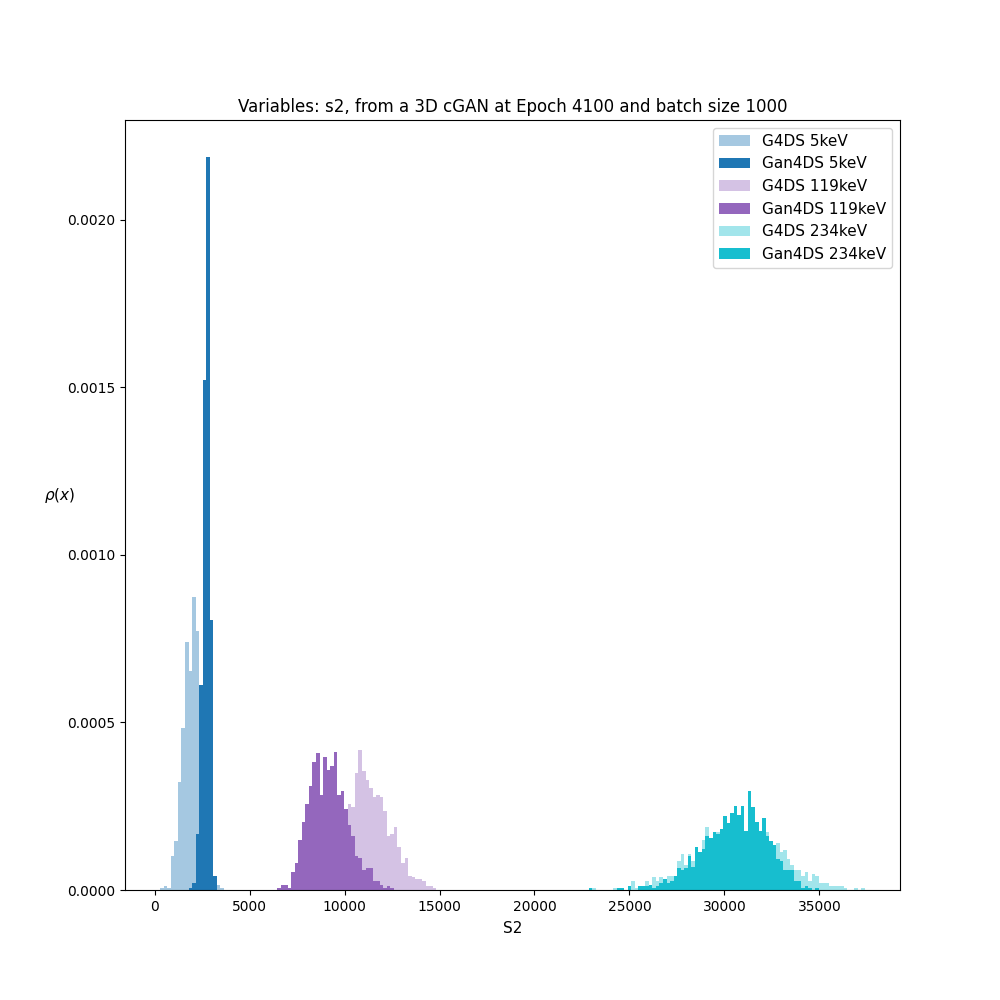 Variables: s2, from a 3D cGAN at Epoch 4100 and batch size 1000
G4DS 5keV
Gan4DS 5keV
G4DS 119keV
Gan4DS 119keV
G4DS 234keV
Gan4DS 234keV
0.0020
0.0015
ρ(x)
0.0010
0.0005
0.0000
0 5000 10000 15000 20000 25000 30000 35000
S2